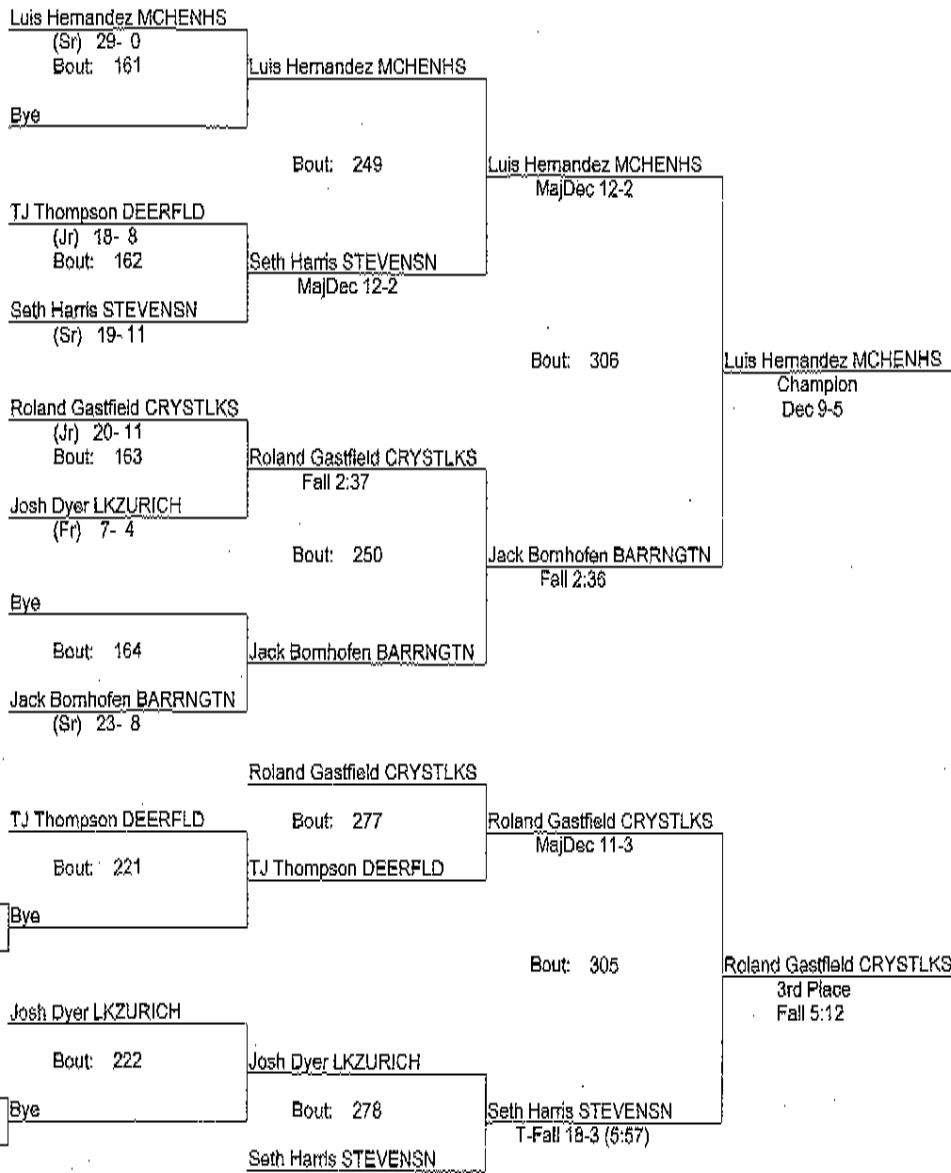 Luis Hernandez MCHENHS
(Sr) 29- 0
Bout: 161
Bye
Luis Hernandez MCHENHS
Bout: 249
TJ Thompson DEERFLD
(Jr) 18- 8
Bout: 162
Seth Harris STEVENSN
(Sr) 19- 11
Seth Harris STEVENSN
MajDec 12-2
Luis Hernandez MCHENHS
MajDec 12-2
Bout: 306
Roland Gastfield CRYSTLKS
(Jr) 20- 11
Bout: 163
Josh Dyer LKZURICH
(Fr) 7- 4
Roland Gastfield CRYSTLKS
Fall 2:37
Bout: 250
Bye
Bout: 164
Jack Bornhofen BARRNGTN
(Sr) 23- 8
Jack Bornhofen BARRNGTN
Jack Bornhofen BARRNGTN
Fall 2:36
Luis Hernandez MCHENHS
Champion
Dec 9-5
Roland Gastfield CRYSTLKS
Bout: 277
TJ Thompson DEERFLD
Bout: 221
Bye
TJ Thompson DEERFLD
Roland Gastfield CRYSTLKS
MajDec 11-3
Bout: 305
Josh Dyer LKZURICH
Bout: 222
Bye
Josh Dyer LKZURICH
Bout: 278
Seth Harris STEVENSN
Seth Harris STEVENSN
T-Fall 18-3 (5:57)
Roland Gastfield CRYSTLKS
3rd Place
Fall 5:12